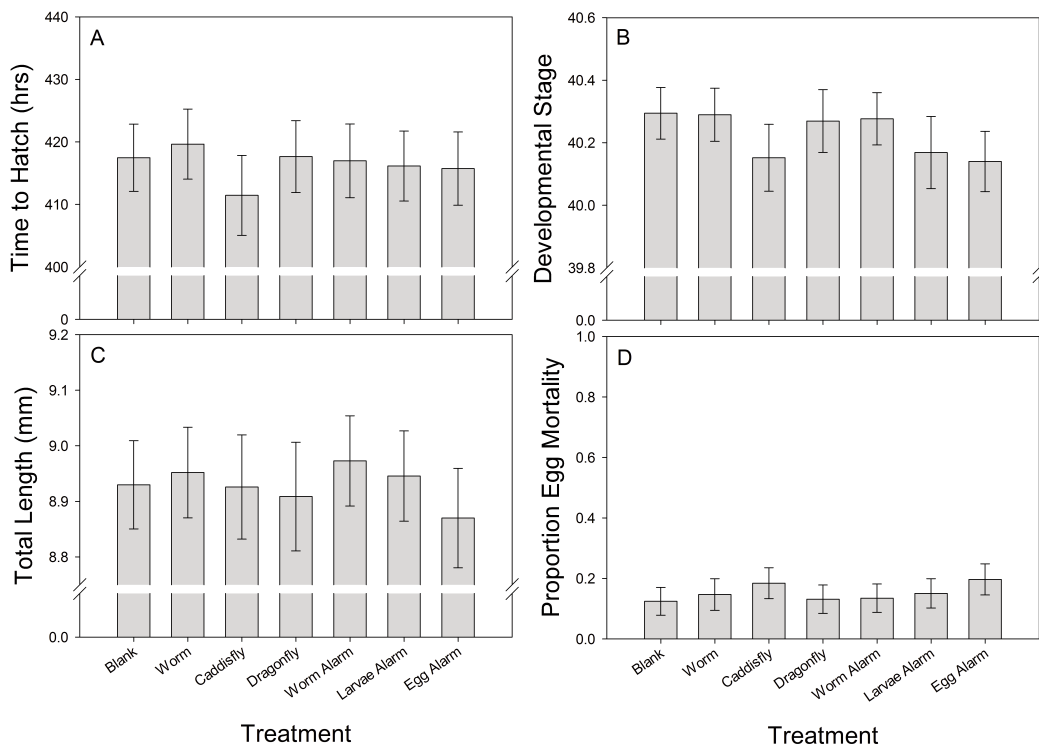 A
Time to Hatch (hrs)
440
430
420
410
400
0
B
Developmental Stage
40.6
40.4
40.2
40.0
39.8
0.0
C
Total Length (mm)
9.2
9.1
9.0
8.9
8.8
0.0
Blank
Worm
Caddisfly
Dragonfly
Worm Alarm
Larvae Alarm
Egg Alarm
Treatment
D
Proportion Egg Mortality
1.0
0.8
0.6
0.4
0.2
0.0
Blank
Worm
Caddisfly
Dragonfly
Worm Alarm
Larvae Alarm
Egg Alarm
Treatment